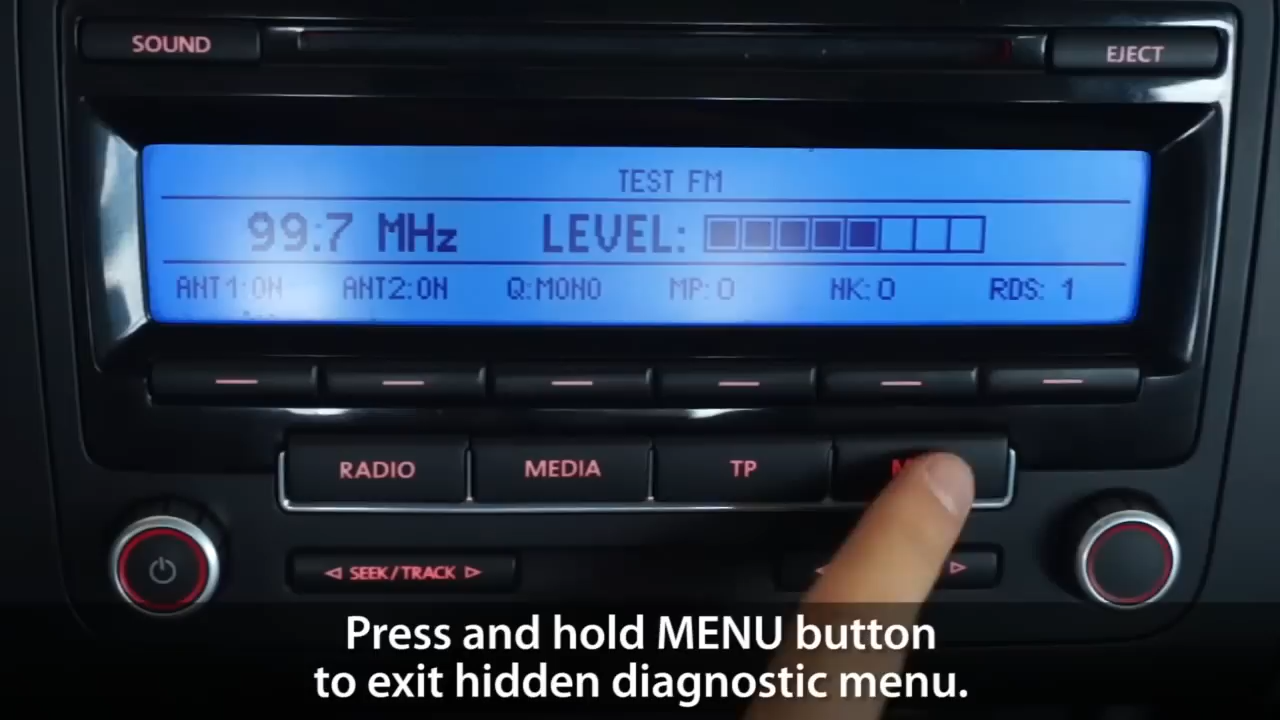 SOUND
EJECT
TEST FM
99.7 MHz LEVEL:
ANT1:ON ANT2:ON Q:MONO MP:0 NK:0 RDS: 1
RADIO MEDIA TP
SEEK/TRACK
Press and hold MENU button
to exit hidden diagnostic menu.